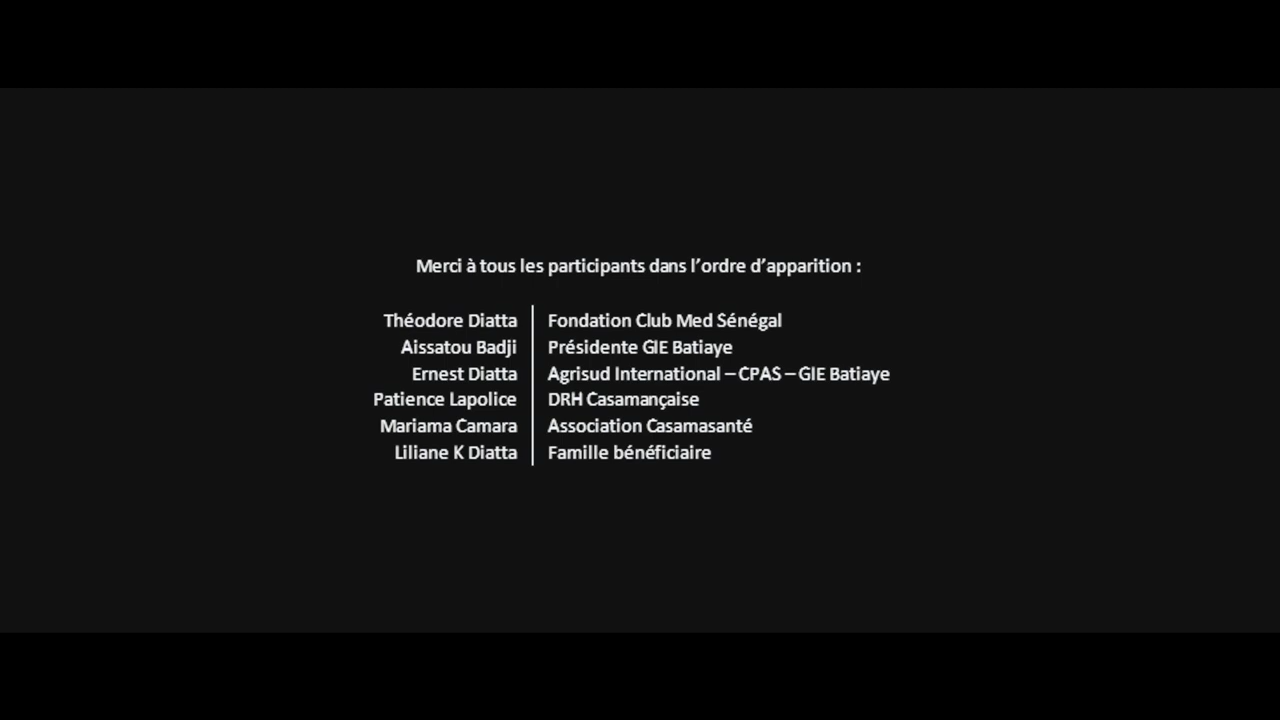 Merci à tous les participants dans l’ordre d’apparition :
Théodore Diatta Fondation Club Med Sénégal
Aissatou Badji Présidente GIE Batiaye
Ernest Diatta Agrisud International – CPAS – GIE Batiaye
Patience Lapolice DRH Casamançaise
Mariama Camara Association Casamasanté
Liliane K Diatta Famille bénéficiaire